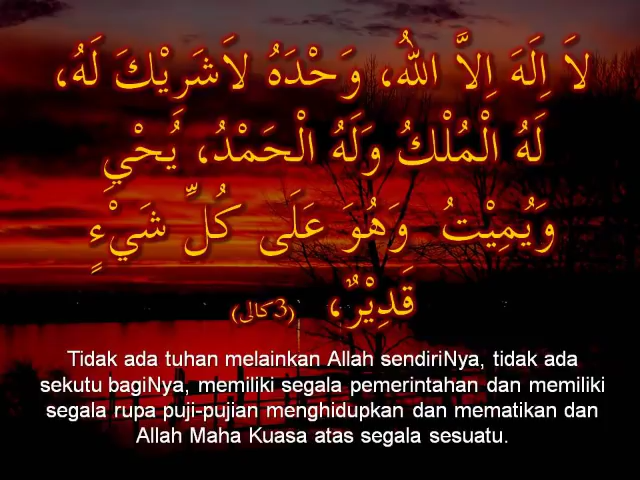 لاَ اِلَهَ اِلاَّ اللهُ، وَحْدَهُ لاَشَرِيْكَ لَهُ،
لَهُ الْمُلْكُ وَلَهُ الْحَمْدُ، يُحْيِ
وَيُمِيْتُ وَهُوَ عَلَى كُلِّ شَيْءٍ
قَدِيْرٌ، (3 كالى)
Tidak ada tuhan melainkan Allah sendiriNya, tidak ada
sekutu bagiNya, memiliki segala pemerintahan dan memiliki
segala rupa puji-pujian menghidupkan dan mematikan dan
Allah Maha Kuasa atas segala sesuatu.